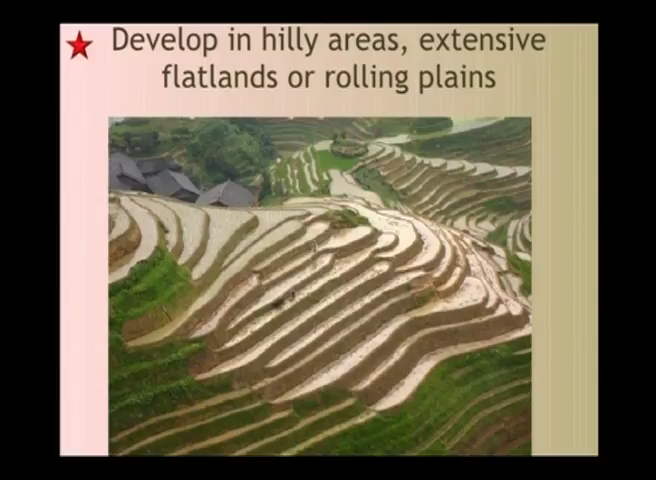 Develop in hilly areas, extensive
flatlands or rolling plains